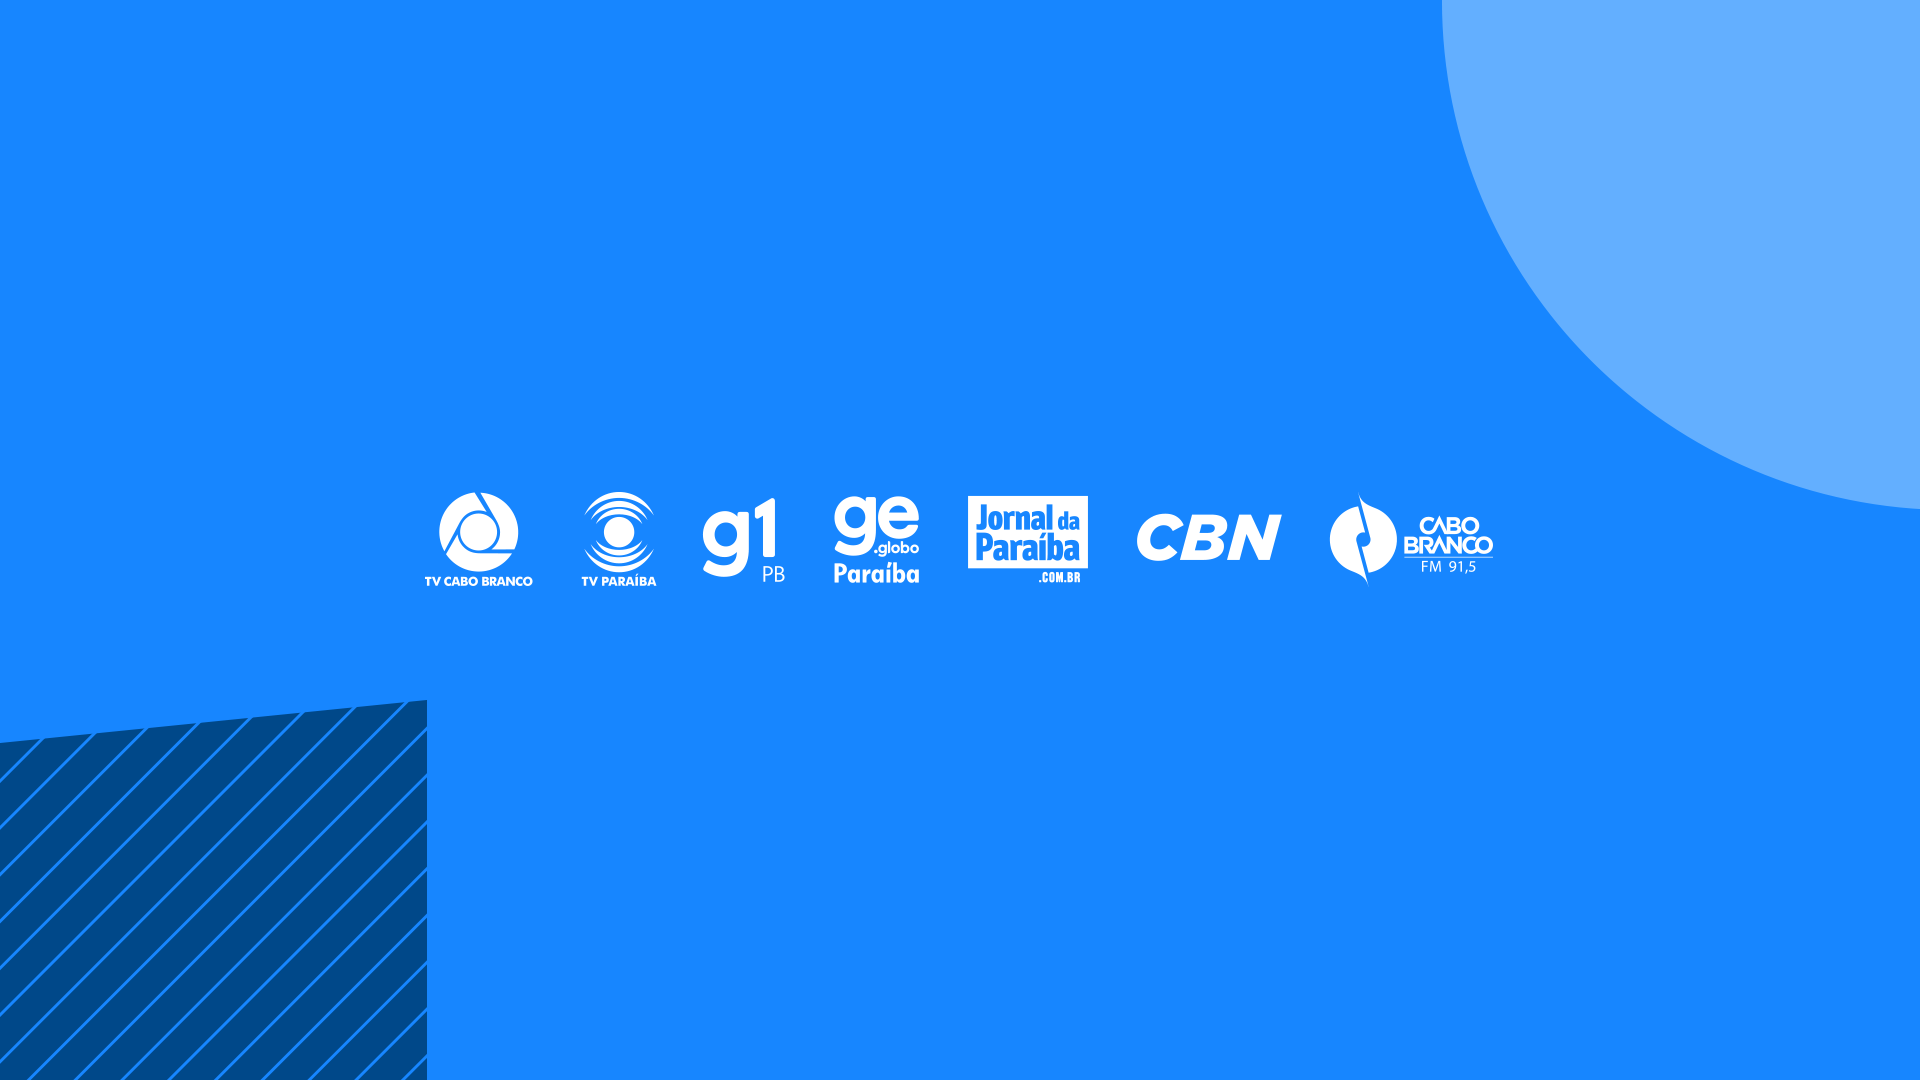 TV CABO BRANCO
TV PARAÍBA
g1
PB
ge
.globo
Paraíba
Jornal da
Paraíba
.COM.BR
CBN
CABO
BRANCO
FM 91,5